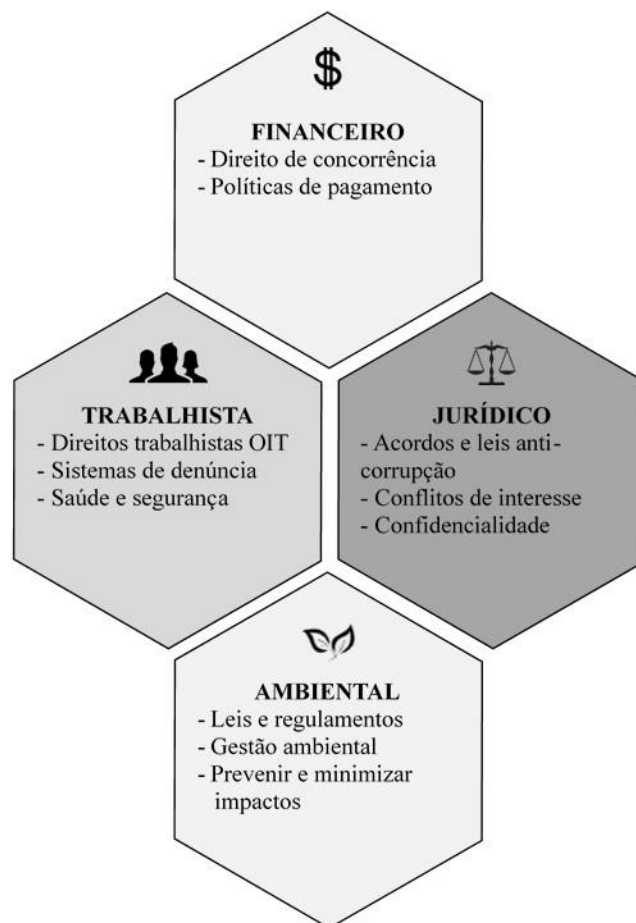 $
FINANCEIRO
- Direito de concorrência
- Políticas de pagamento
TRABALHISTA
- Direitos trabalhistas OIT
- Sistemas de denúncia
- Saúde e segurança
JURÍDICO
- Acordos e leis anti-
corrupção
- Conflitos de interesse
- Confidencialidade
AMBIENTAL
- Leis e regulamentos
- Gestão ambiental
- Prevenir e minimizar
impactos